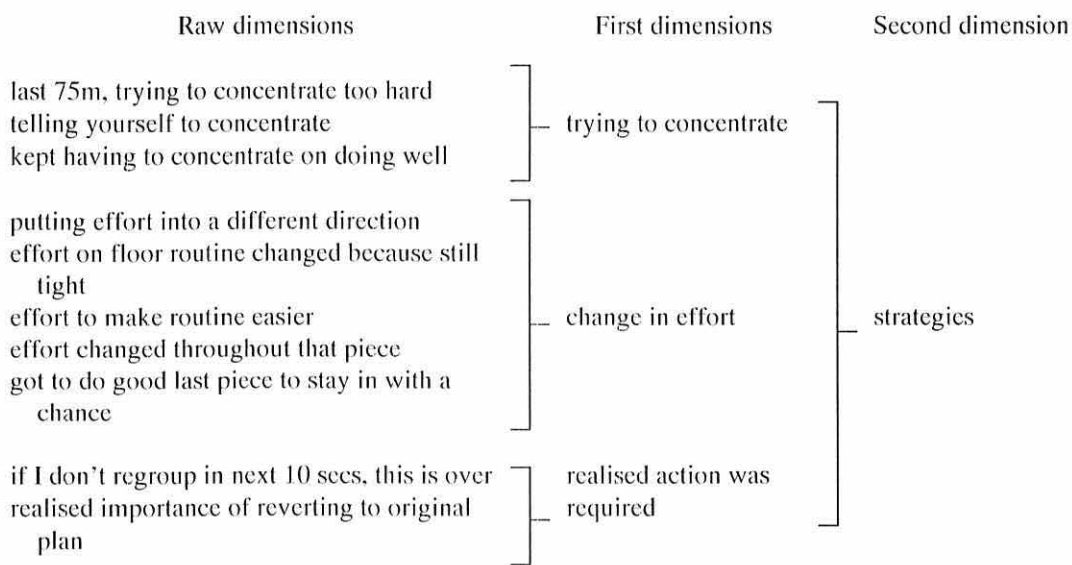 Raw dimensions First dimensions Second dimension
last 75m, trying to concentrate too hard
telling yourself to concentrate
kept having to concentrate on doing well
trying to concentrate
putting effort into a different direction
effort on floor routine changed because still
tight
effort to make routine easier
effort changed throughout that piece
got to do good last piece to stay in with a
chance
change in effort
if I don't regroup in next 10 secs, this is over
realised importance of reverting to original
plan
realised action was
required
strategies